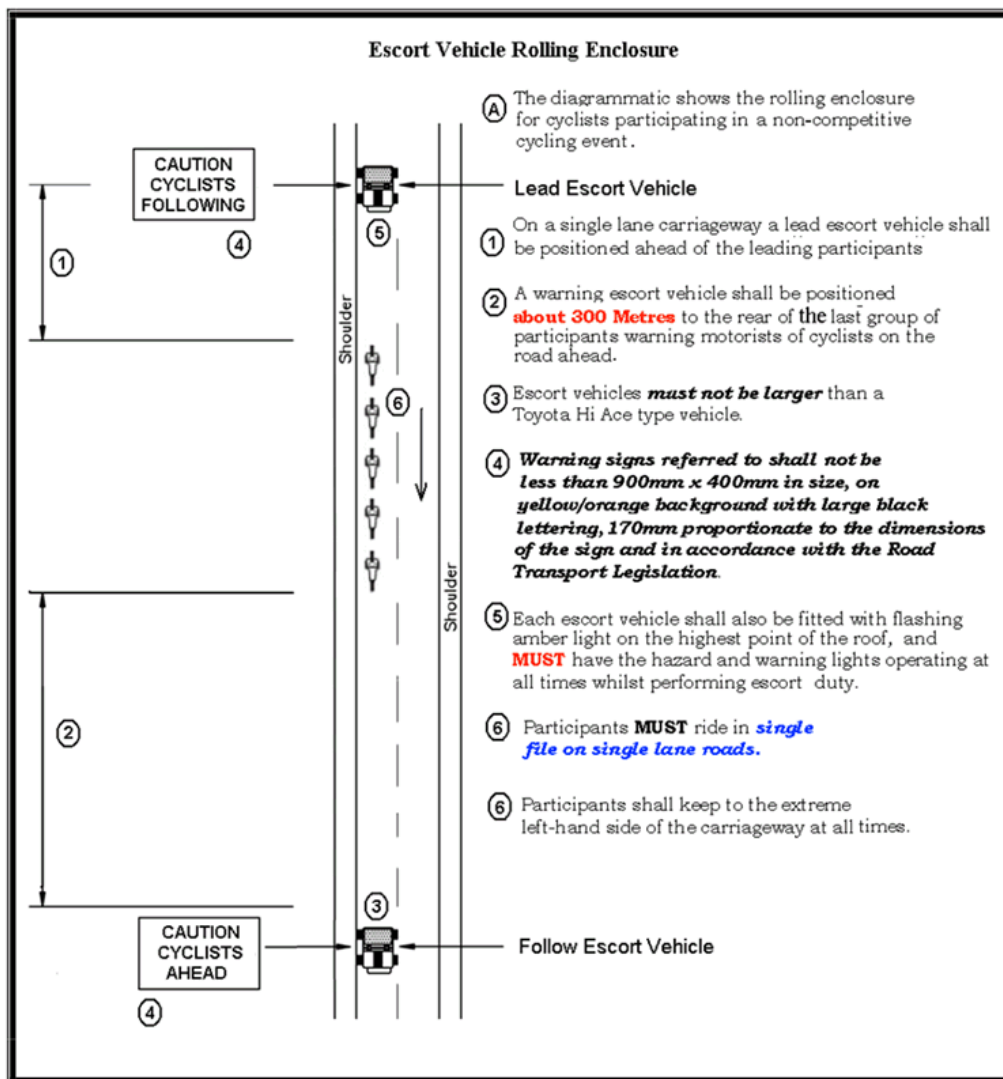 Escort Vehicle Rolling Enclosure
A The diagrammatic shows the rolling enclosure
for cyclists participating in a non-competitive
cycling event.
CAUTION
CYCLISTS
FOLLOWING
4
Lead Escort Vehicle
5
1
1 On a single lane carriageway a lead escort vehicle shall
be positioned ahead of the leading participants
2 A warning escort vehicle shall be positioned
about 300 Metres to the rear of the last group of
participants warning motorists of cyclists on the
road ahead.
Shoulder
6
3 Escort vehicles must not be larger than a
Toyota Hi Ace type vehicle.
4 Warning signs referred to shall not be
less than 900mm x 400mm in size, on
yellow/orange background with large black
lettering, 170mm proportionate to the dimensions
of the sign and in accordance with the Road
Transport Legislation.
Shoulder
5 Each escort vehicle shall also be fitted with flashing
amber light on the highest point of the roof, and
MUST have the hazard and warning lights operating at
all times whilst performing escort duty.
2
6 Participants MUST ride in single
file on single lane roads.
6 Participants shall keep to the extreme
left-hand side of the carriageway at all times.
3
CAUTION
CYCLISTS
AHEAD
4
Follow Escort Vehicle